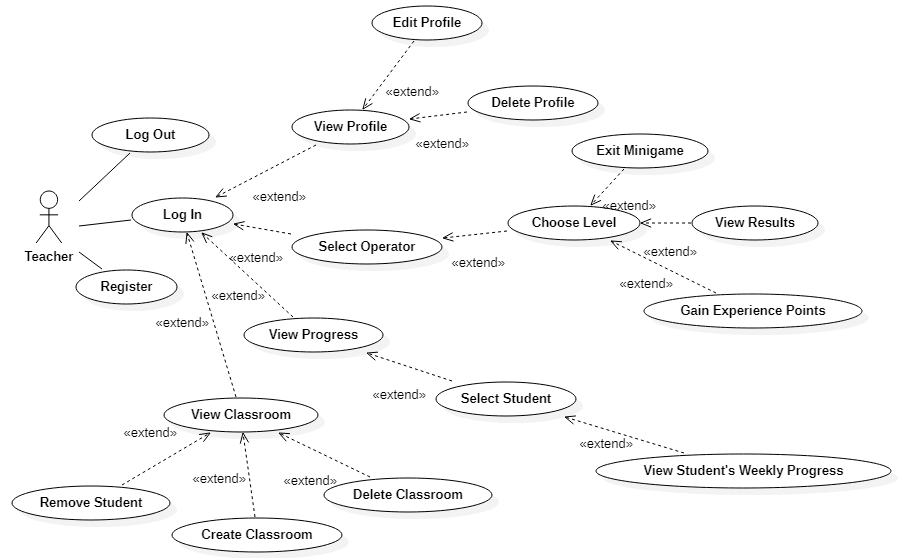 Edit Profile
«extend»
Delete Profile
View Profile
«extend»
Log Out
Exit Minigame
«extend»
«extend»
Teacher
Log In
Choose Level
View Results
Select Operator
«extend»
«extend»
«extend»
Register
«extend»
«extend»
Gain Experience Points
«extend»
View Progress
«extend»
Select Student
View Classroom
«extend»
«extend»
View Student's Weekly Progress
«extend»
«extend»
Remove Student
Delete Classroom
Create Classroom